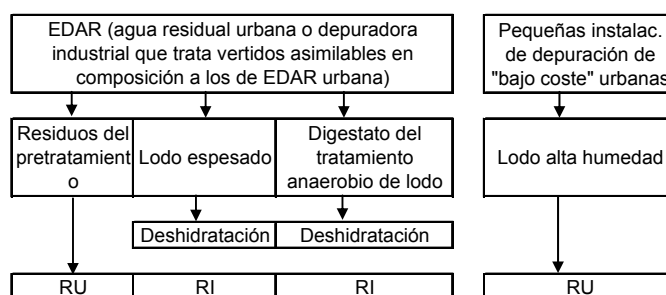 EDAR (agua residual urbana o depuradora
industrial que trata vertidos asimilables en
composición a los de EDAR urbana)
Pequeñas instalac.
de depuración de
"bajo coste" urbanas
Residuos del
pretratamient
o
Lodo espesado
Digestato del
tratamiento
anaerobio de lodo
Lodo alta humedad
Deshidratación
Deshidratación
RU
RI
RI
RU